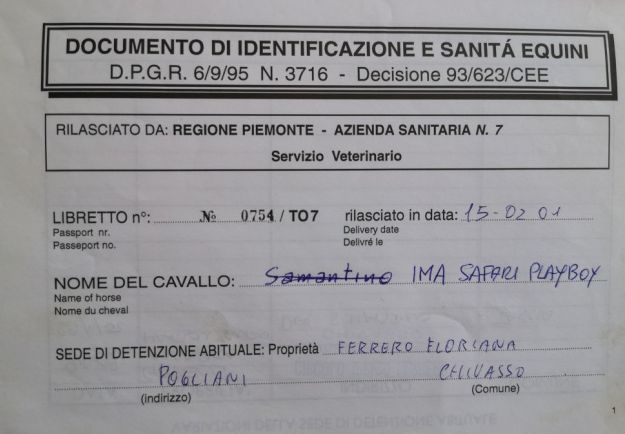 DOCUMENTO DI IDENTIFICAZIONE E SANITÁ EQUINI
D.P.G.R. 6/9/95 N. 3716 - Decisione 93/623/CEE
RILASCIATO DA: REGIONE PIEMONTE - AZIENDA SANITARIA N. 7
Servizio Veterinario
LIBRETTO n°: № 0754 / TO7 rilasciato in data: 15-02 01
Passport nr. Delivery date
Passeport no. Délivré le
NOME DEL CAVALLO: Samantino IMA SAFARI PLAYBOY
Name of horse
Nome du cheval
SEDE DI DETENZIONE ABITUALE: Proprietà FERRERO FLORIANA
POGLIANI CHIVASSO
(indirizzo) (Comune)
1